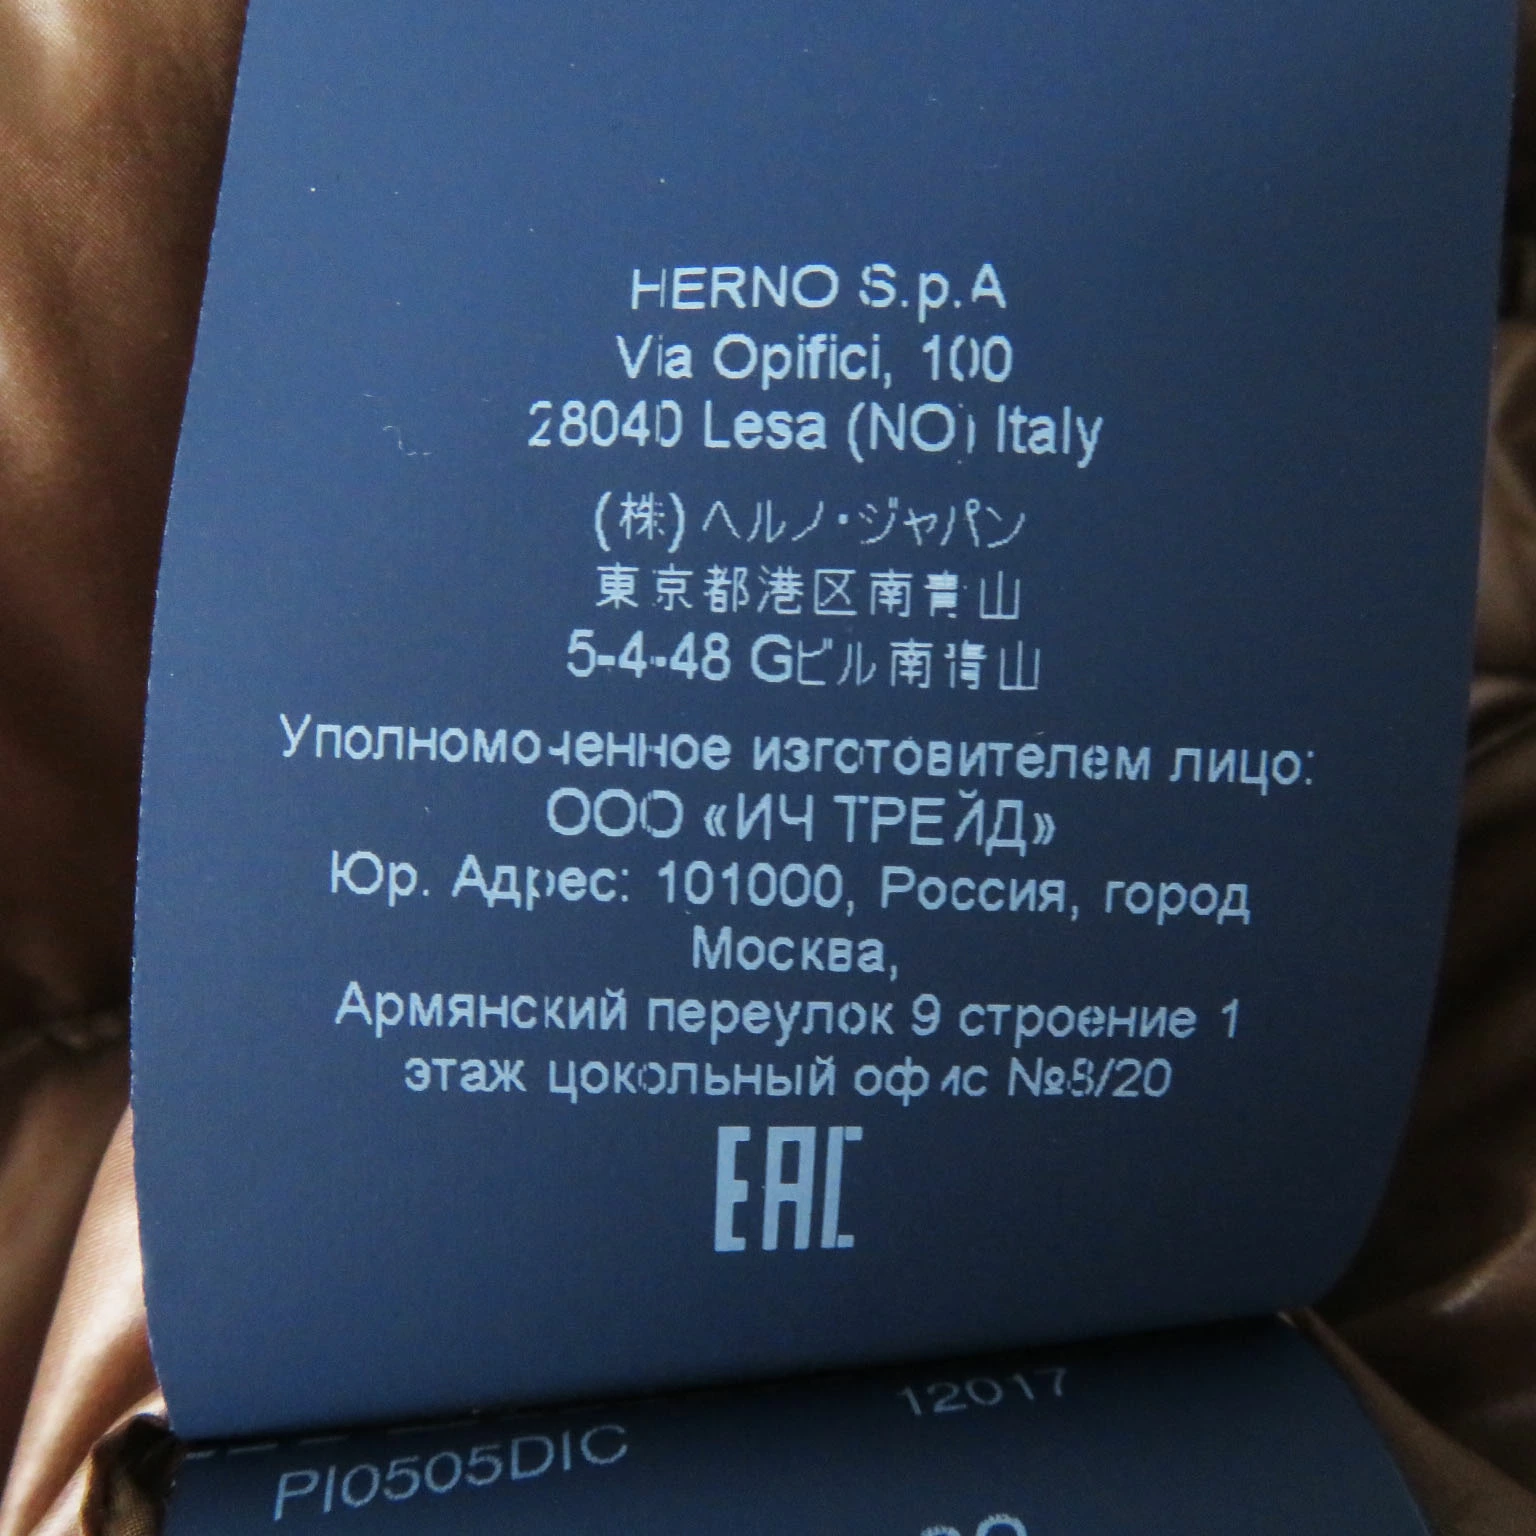 HERNO S.p.A
Via Opifici, 100
28040 Lesa (NO) Italy
(株)ヘルノ・ジャパン
東京都港区南青山
5-4-48 Gビル南青山
Уполномоченное изготовителем лицо:
ООО «ИЧ ТРЕЙД»
Юр. Адрес: 101000, Россия, город
Москва,
Армянский переулок 9 строение 1
этаж цокольный офис №8/20
EAC
12017
PI0505DIC